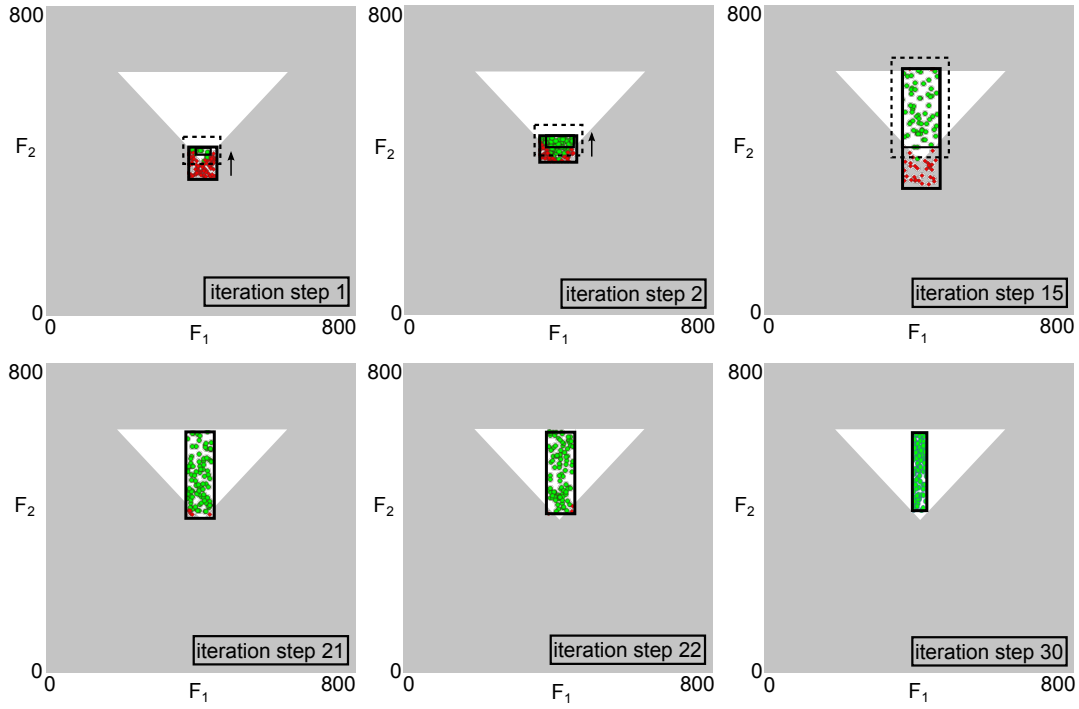 800
F2
0
iteration step 1
0
F1
800
800
F2
0
iteration step 2
0
F1
800
800
F2
0
iteration step 15
0
F1
800
800
F2
0
iteration step 21
0
F1
800
800
F2
0
iteration step 22
0
F1
800
800
F2
0
iteration step 30
0
F1
800